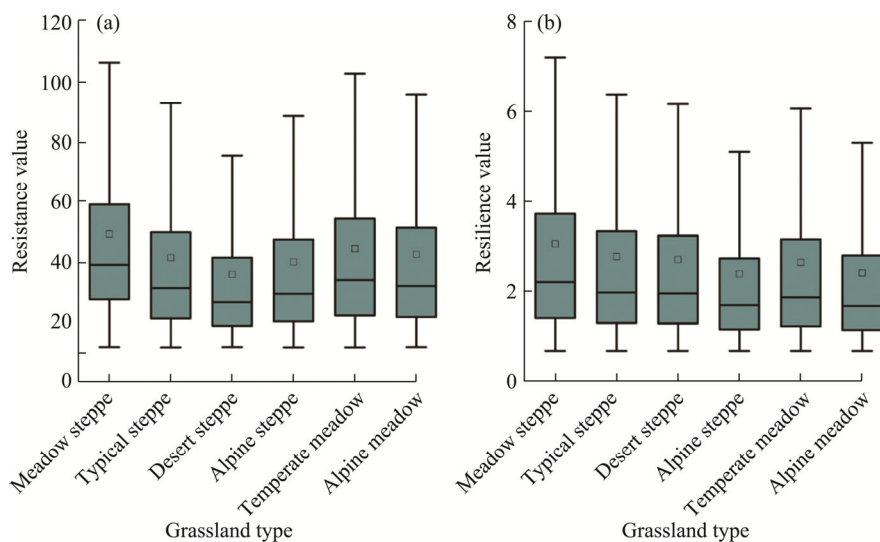 (a)
Resistance value
120
100
80
60
40
20
0
Meadow steppe
Typical steppe
Desert steppe
Alpine steppe
Temperate meadow
Alpine meadow
Grassland type
(b)
Resilience value
8
6
4
2
0
Meadow steppe
Typical steppe
Desert steppe
Alpine steppe
Temperate meadow
Alpine meadow
Grassland type